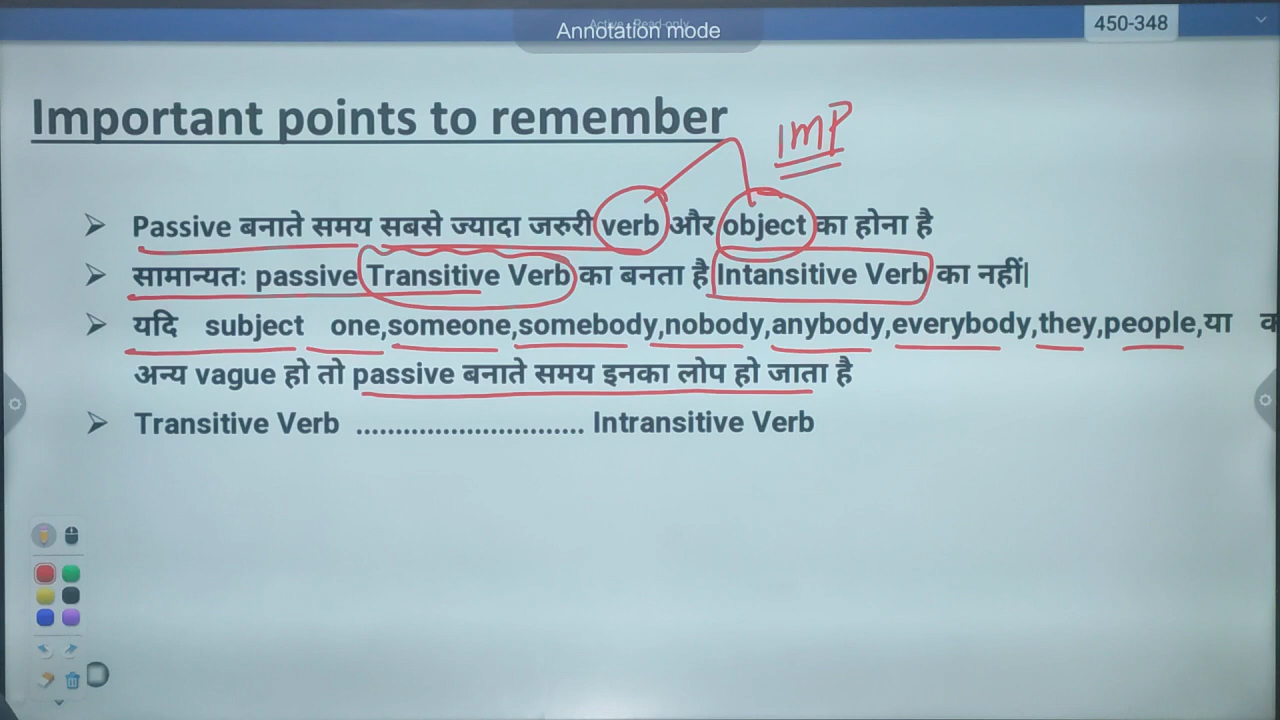 Annotation mode
450-348
Important points to remember
IMP
➤ Passive बनाते समय सबसे ज्यादा जरुरी verb और object का होना है
➤ सामान्यतः passive Transitive Verb का बनता है Intansitive Verb का नहीं|
➤ यदि subject one,someone,somebody,nobody,anybody,everybody,they,people,या
अन्य vague हो तो passive बनाते समय इनका लोप हो जाता है
➤ Transitive Verb ............................. Intransitive Verb